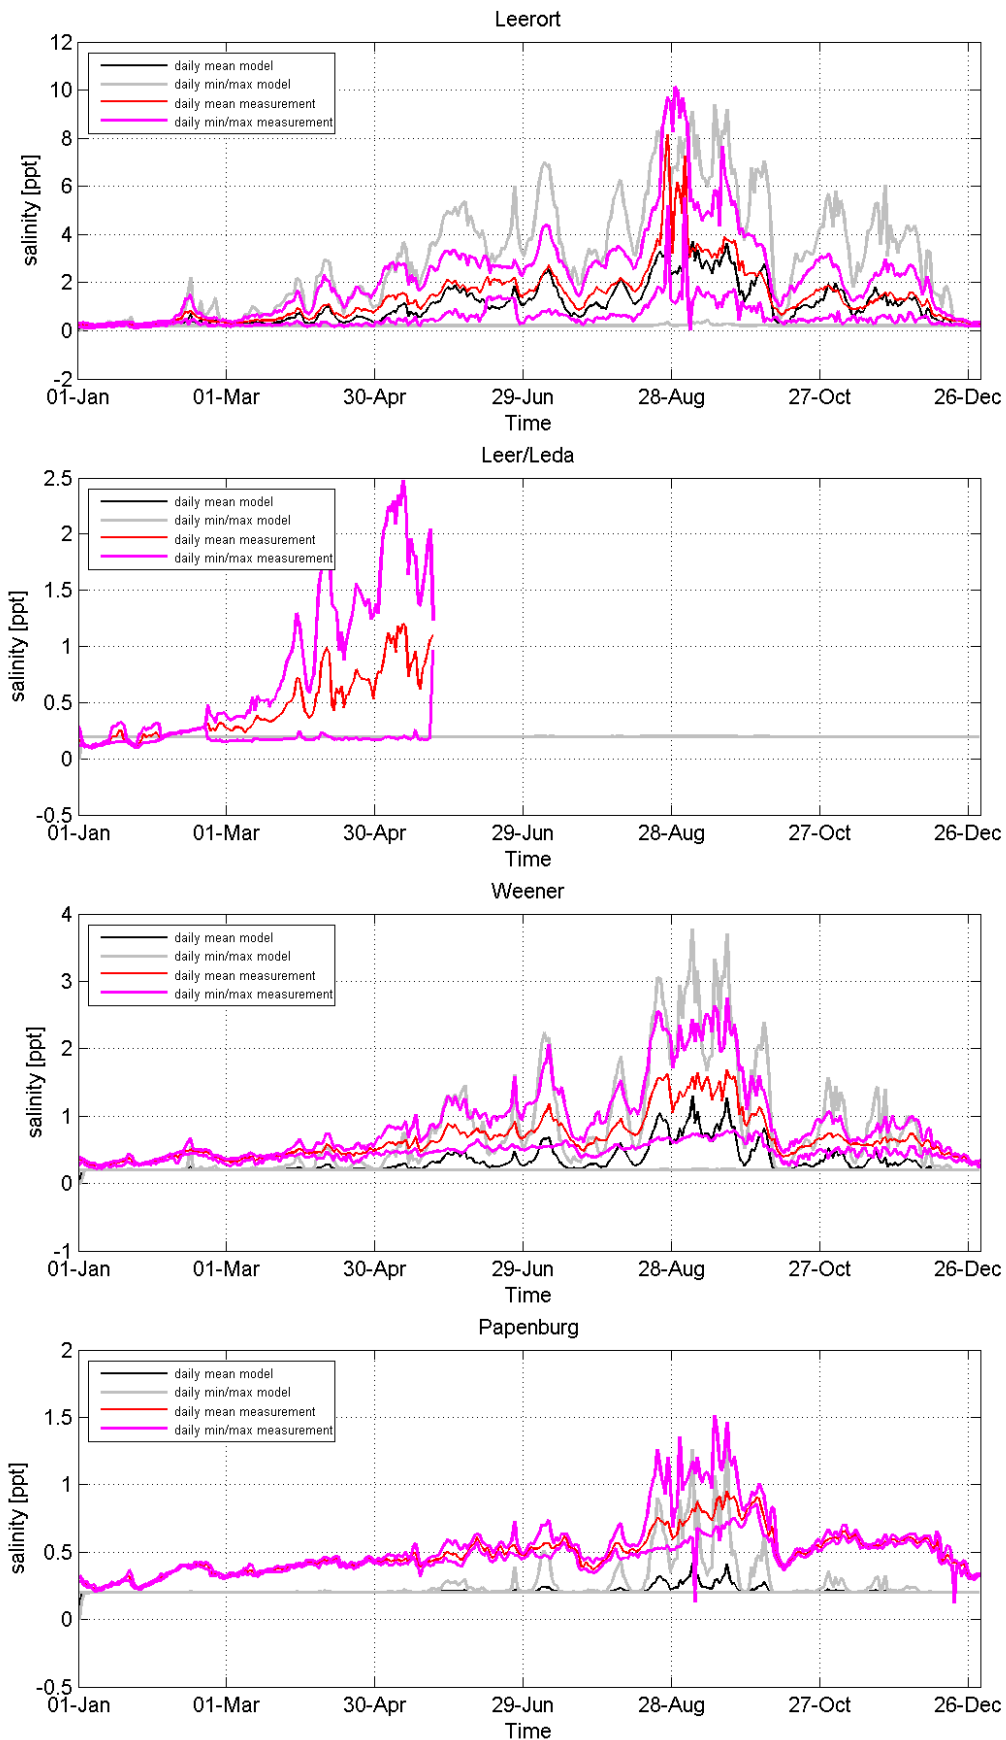 Leerort
12
10
8
6
4
2
0
-2
salinity [ppt]
daily mean model
daily min/max model
daily mean measurement
daily min/max measurement
01-Jan 01-Mar 30-Apr 29-Jun 28-Aug 27-Oct 26-Dec
Time
Leer/Leda
2.5
2
1.5
1
0.5
0
-0.5
salinity [ppt]
daily mean model
daily min/max model
daily mean measurement
daily min/max measurement
01-Jan 01-Mar 30-Apr 29-Jun 28-Aug 27-Oct 26-Dec
Time
Weener
4
3
2
1
0
-1
salinity [ppt]
daily mean model
daily min/max model
daily mean measurement
daily min/max measurement
01-Jan 01-Mar 30-Apr 29-Jun 28-Aug 27-Oct 26-Dec
Time
Papenburg
2
1.5
1
0.5
0
-0.5
salinity [ppt]
daily mean model
daily min/max model
daily mean measurement
daily min/max measurement
01-Jan 01-Mar 30-Apr 29-Jun 28-Aug 27-Oct 26-Dec
Time